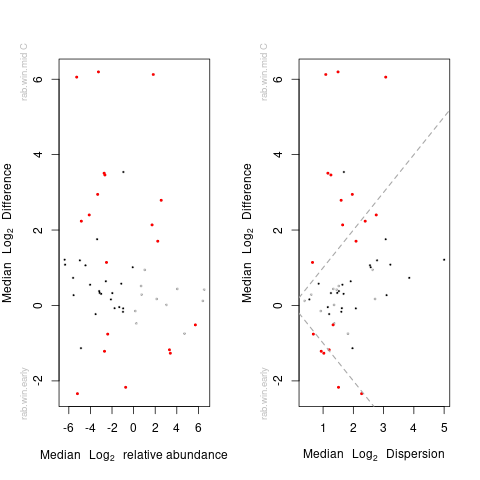 rab.win.mid C
Median Log2 Difference
rab.win.early
6
4
2
0
-2
-6 -4 -2 0 2 4 6
Median Log2 relative abundance
rab.win.mid C
Median Log2 Difference
rab.win.early
6
4
2
0
-2
1 2 3 4 5
Median Log2 Dispersion